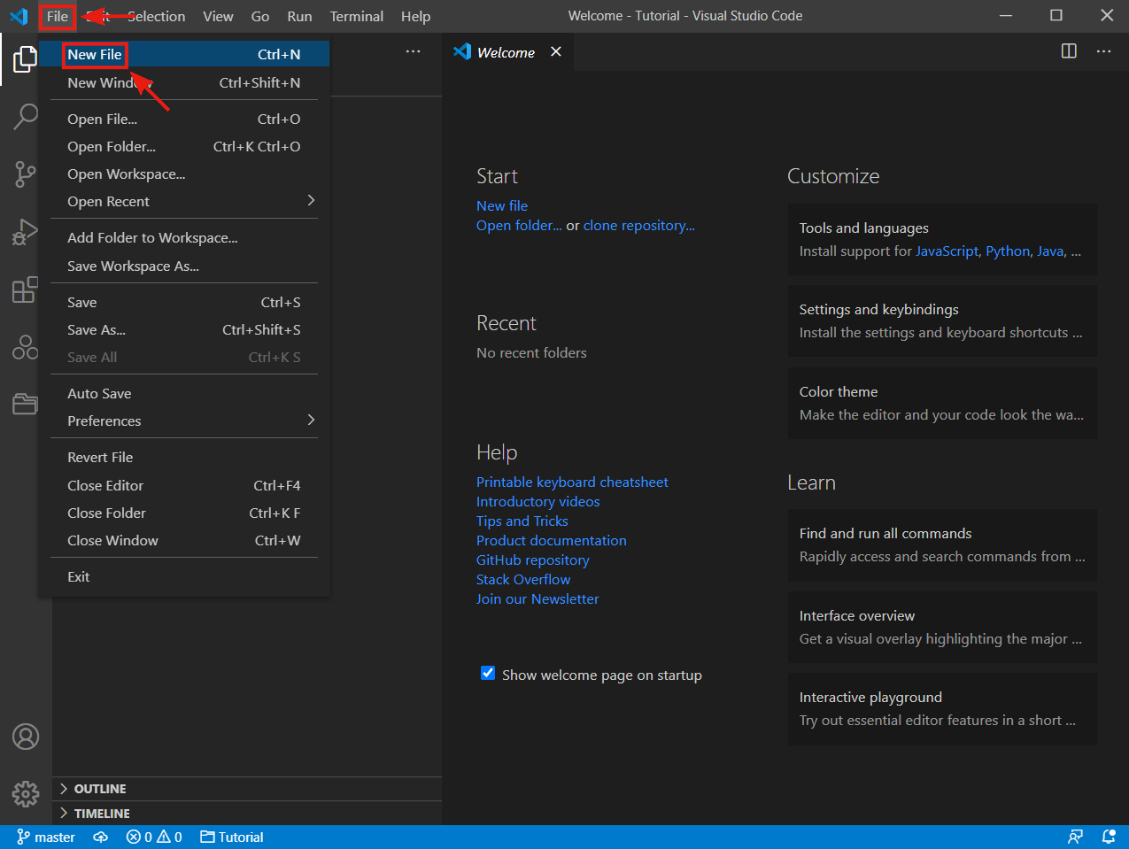 File Edit Selection View Go Run Terminal Help Welcome - Tutorial - Visual Studio Code
New File Ctrl+N
New Window Ctrl+Shift+N
Open File... Ctrl+O
Open Folder... Ctrl+K Ctrl+O
Open Workspace...
Open Recent
Add Folder to Workspace...
Save Workspace As...
Save Ctrl+S
Save As... Ctrl+Shift+S
Save All Ctrl+K S
Auto Save
Preferences
Revert File
Close Editor Ctrl+F4
Close Folder Ctrl+K F
Close Window Ctrl+W
Exit
OUTLINE
TIMELINE
Welcome
Start
New file
Open folder... or clone repository...
Recent
No recent folders
Help
Printable keyboard cheatsheet
Introductory videos
Tips and Tricks
Product documentation
GitHub repository
Stack Overflow
Join our Newsletter
Show welcome page on startup
Customize
Tools and languages
Install support for JavaScript, Python, Java, ...
Settings and keybindings
Install the settings and keyboard shortcuts ...
Color theme
Make the editor and your code look the wa...
Learn
Find and run all commands
Rapidly access and search commands from ...
Interface overview
Get a visual overlay highlighting the major ...
Interactive playground
Try out essential editor features in a short ...
master 0 0 Tutorial